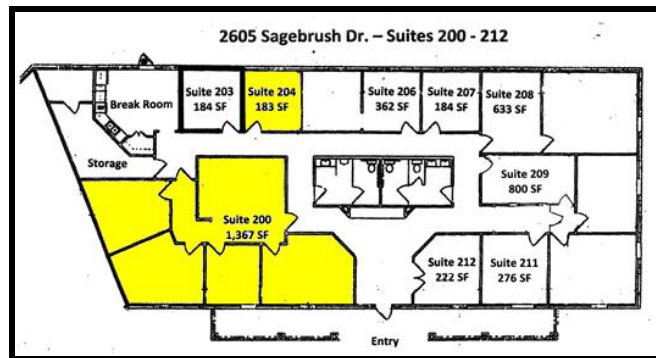 2605 Sagebrush Dr. – Suites 200 - 212
Suite 203
184 SF
Suite 204
183 SF
Suite 206
362 SF
Suite 207
184 SF
Suite 208
633 SF
Break Room
Storage
Suite 209
800 SF
Suite 200
1,367 SF
Suite 212
222 SF
Suite 211
276 SF
Entry